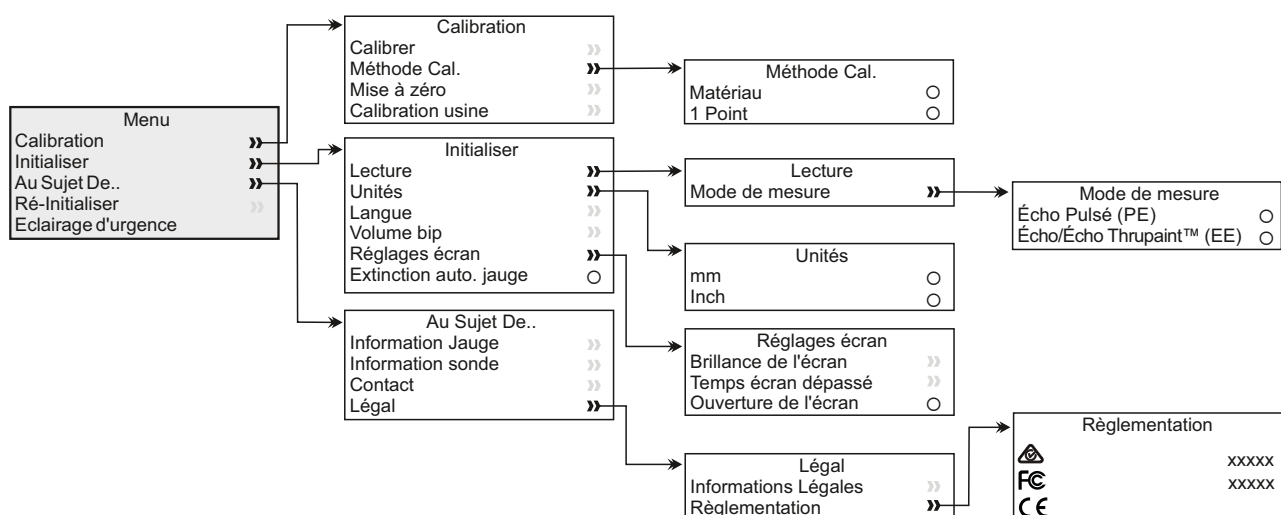 Menu
Calibration
Initialiser
Au Sujet De..
Ré-Initialiser
Eclairage d'urgence
Calibration
Calibrer
Méthode Cal.
Mise à zéro
Calibration usine
Méthode Cal.
Matériau
1 Point
Initialiser
Lecture
Unités
Langue
Volume bip
Réglages écran
Extinction auto. jauge
Lecture
Mode de mesure
Mode de mesure
Écho Pulsé (PE)
Écho/Écho Thrupaint™ (EE)
Unités
mm
Inch
Réglages écran
Brillance de l'écran
Temps écran dépassé
Ouverture de l'écran
Au Sujet De..
Information Jauge
Information sonde
Contact
Légal
Légal
Informations Légales
Règlementation
Règlementation
xxxxx
FC xxxxx
CE